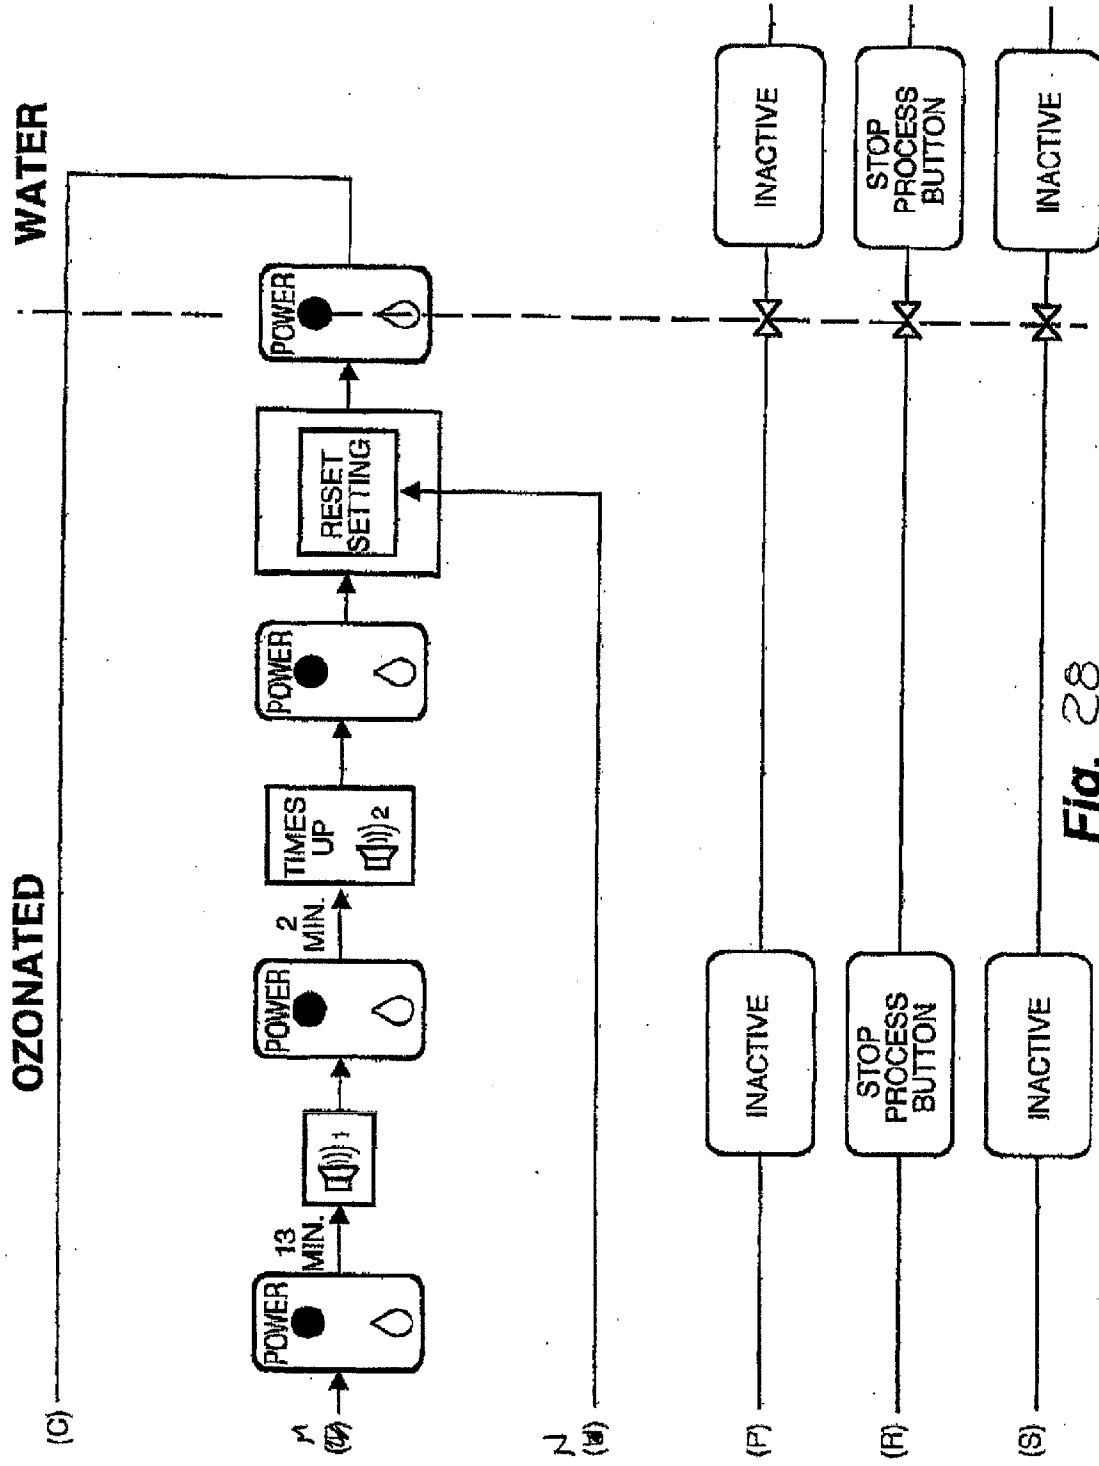 OZONATED WATER
(C)
M
POWER
13
MIN.
1
POWER
2
MIN.
TIMES
UP
2
POWER
RESET
SETTING
POWER
N
(P)
INACTIVE
INACTIVE
(R)
STOP
PROCESS
BUTTON
STOP
PROCESS
BUTTON
(S)
INACTIVE
INACTIVE
Fig. 28